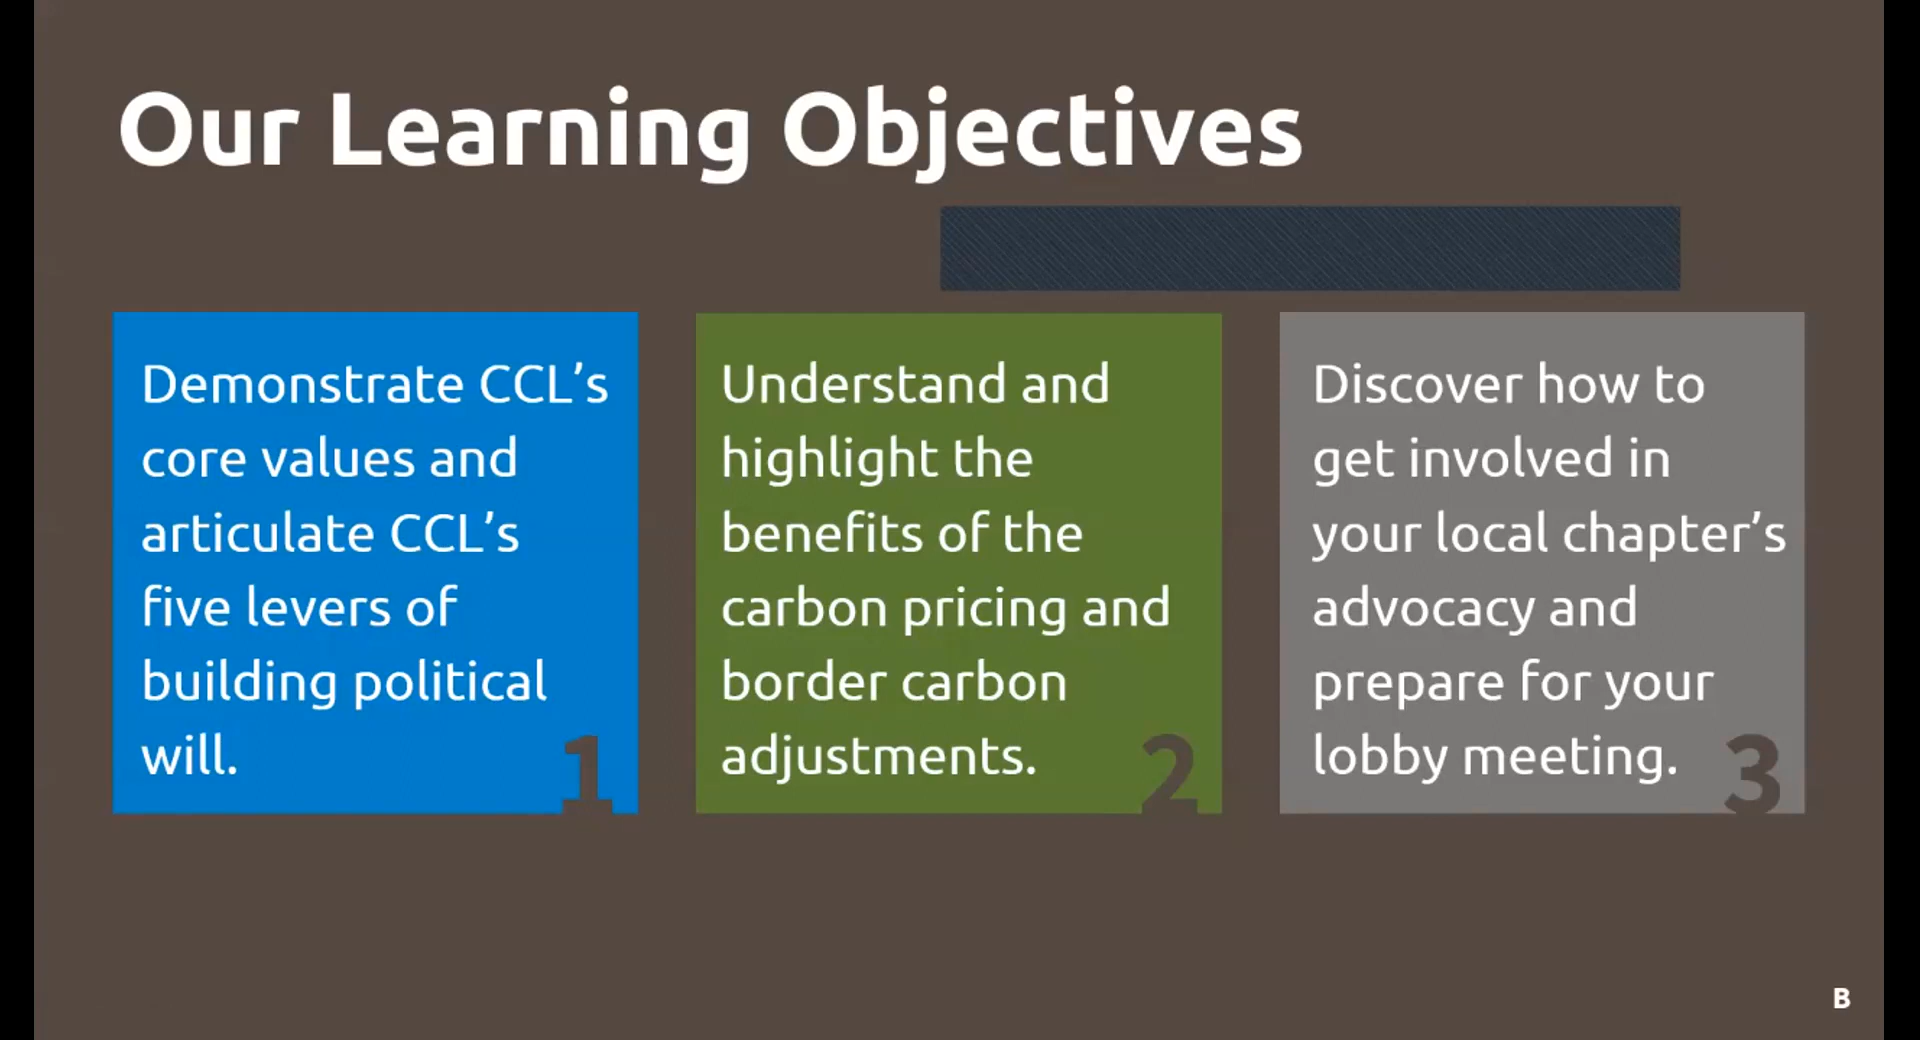 Our Learning Objectives
Demonstrate CCL’s
core values and
articulate CCL’s
five levers of
building political
will.
1
Understand and
highlight the
benefits of the
carbon pricing and
border carbon
adjustments.
2
Discover how to
get involved in
your local chapter’s
advocacy and
prepare for your
lobby meeting.
3
B